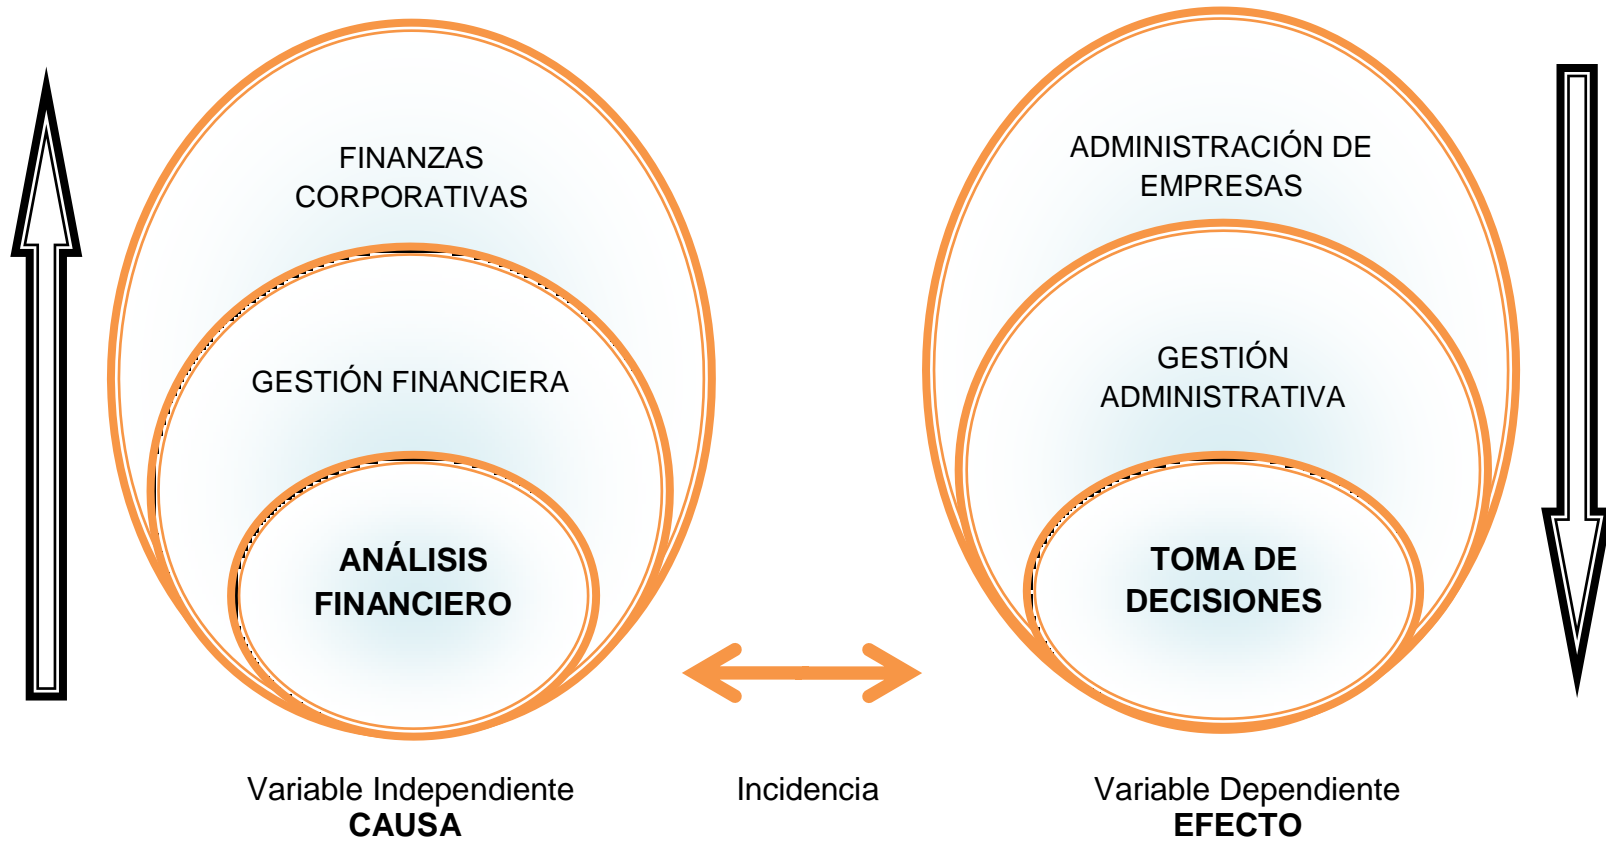 FINANZAS
CORPORATIVAS
GESTIÓN FINANCIERA
ANÁLISIS
FINANCIERO
ADMINISTRACIÓN DE
EMPRESAS
GESTIÓN
ADMINISTRATIVA
TOMA DE
DECISIONES
Variable Independiente
CAUSA
Incidencia
Variable Dependiente
EFECTO